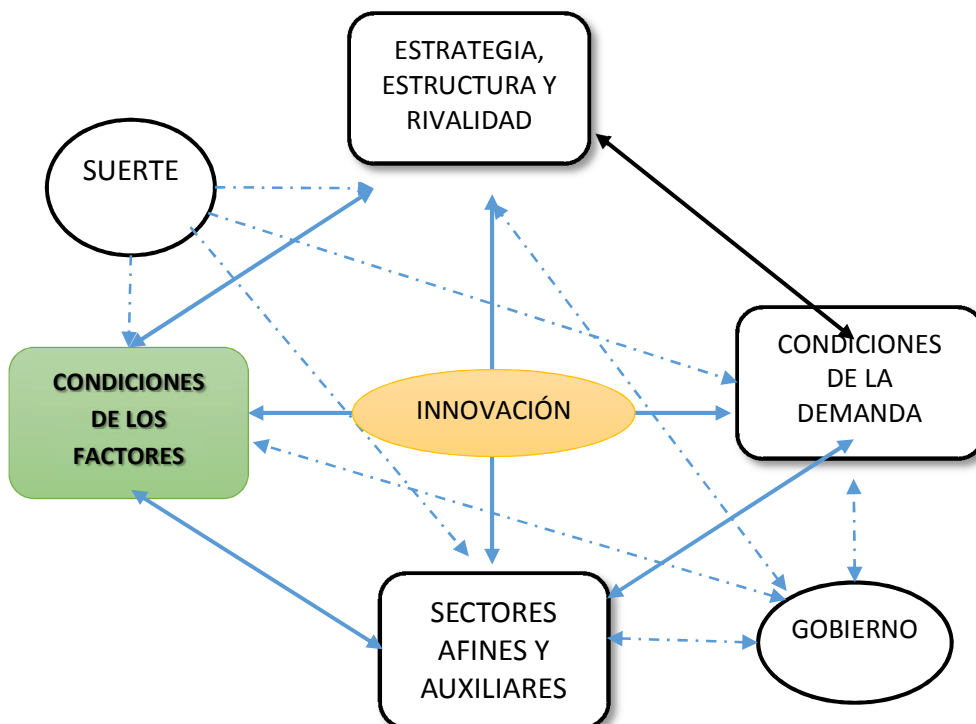 ESTRATEGIA,
ESTRUCTURA Y
RIVALIDAD
SUERTE
CONDICIONES
DE LOS
FACTORES
INNOVACIÓN
CONDICIONES
DE LA
DEMANDA
SECTORES
AFINES Y
AUXILIARES
GOBIERNO